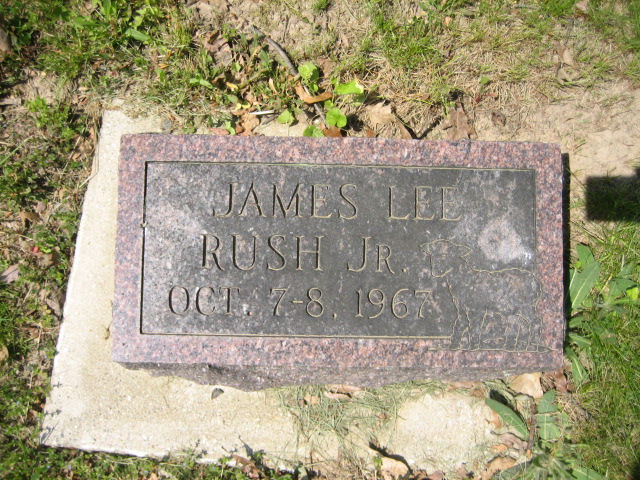 JAMES LEE
RUSH JR.
OCT. 7-8, 1967